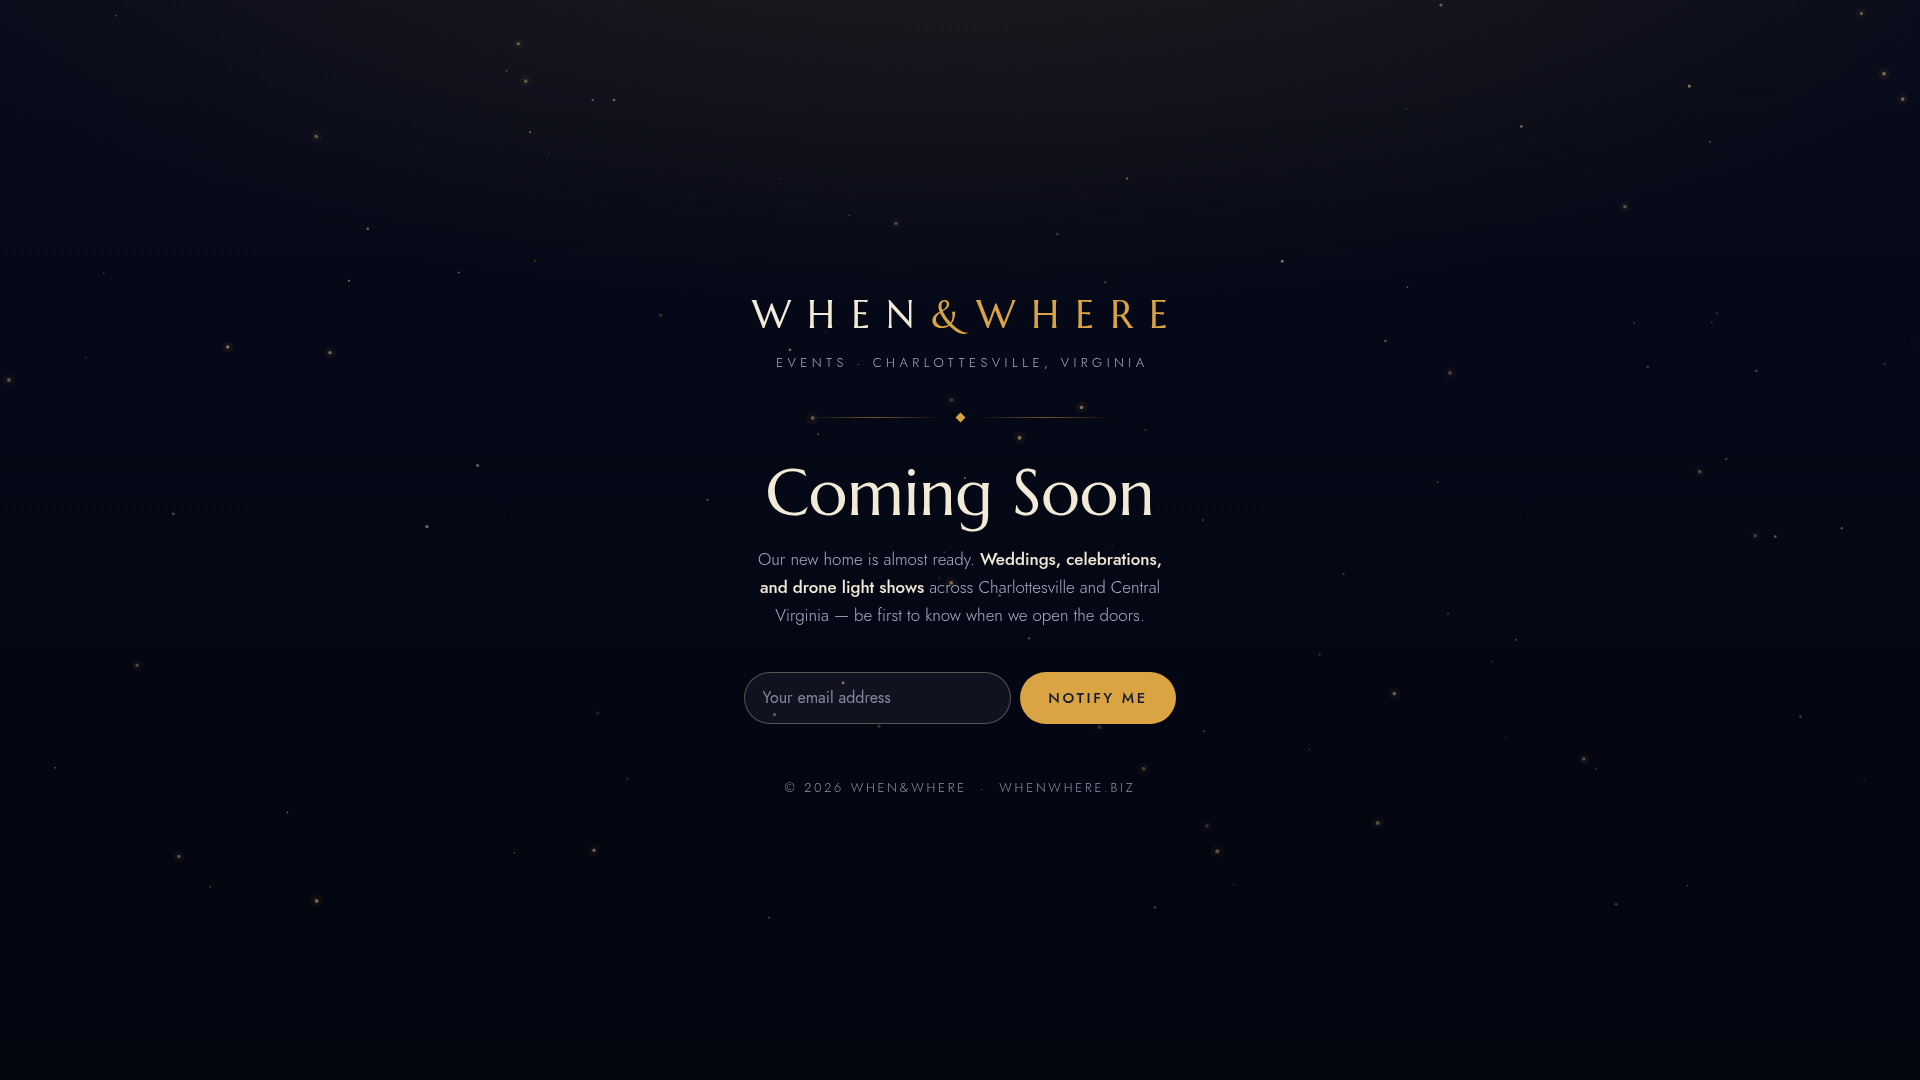 WHEN&WHERE
EVENTS · CHARLOTTESVILLE, VIRGINIA
Coming Soon
Our new home is almost ready. Weddings, celebrations,
and drone light shows across Charlottesville and Central
Virginia — be first to know when we open the doors.
Your email address
NOTIFY ME
© 2026 WHEN&WHERE · WHENWHERE.BIZ